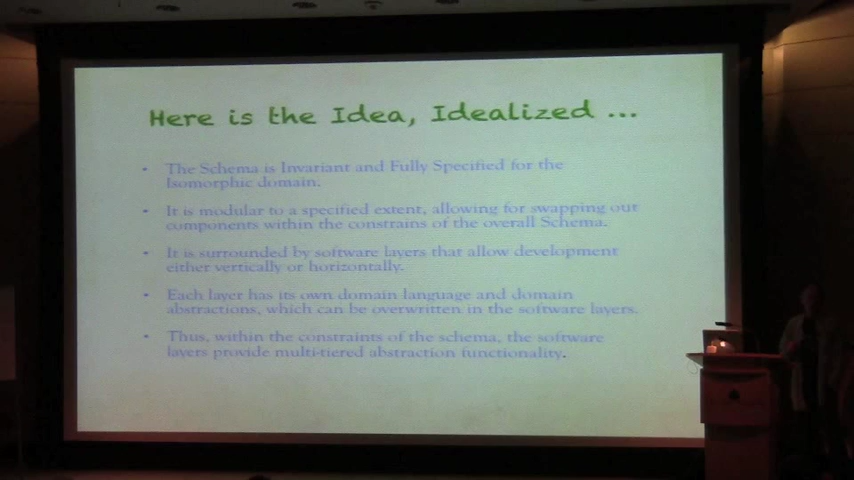 Here is the Idea, Idealized ...
• The Schema is Invariant and Fully Specified for the
Isomorphic domain.
• It is modular to a specified extent, allowing for swapping out
components within the constrains of the overall Schema.
• It is surrounded by software layers that allow development
either vertically or horizontally.
• Each layer has its own domain language and domain
abstractions, which can be overwritten in the software layers.
• Thus, within the constraints of the schema, the software
layers provide multi-tiered abstraction functionality.